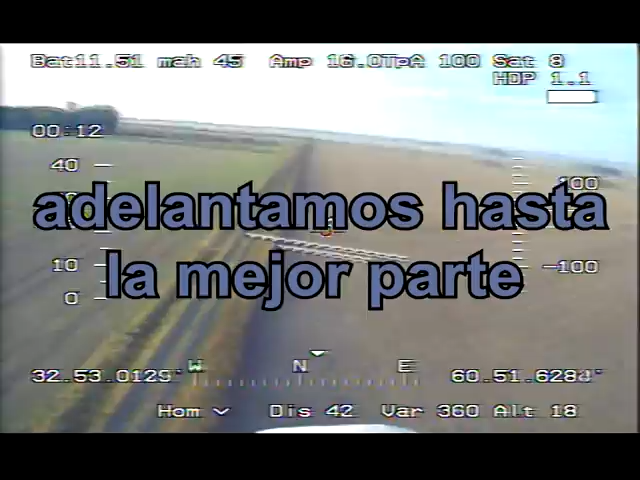 Bat11.51 mah 45 Amp 16.0TpA 100 Sat 8
HDP 1.1
00:12
40
100
adelantamos hasta
la mejor parte
10
-100
0
W N E
32.53.0129' 60.51.6284'
Hom Dis 42 Var 360 Alt 18